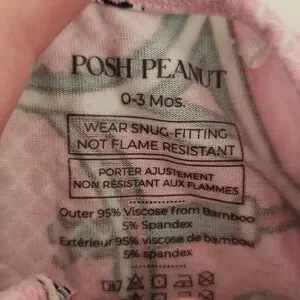 POSH PEANUT
0-3 Mos.
WEAR SNUG-FITTING
NOT FLAME RESISTANT
PORTER AJUSTEMENT
NON RÉSISTANT AUX FLAMMES
Outer 95% Viscose from Bamboo
5% Spandex
Extérieur 95% viscose de bambou
5% spandex